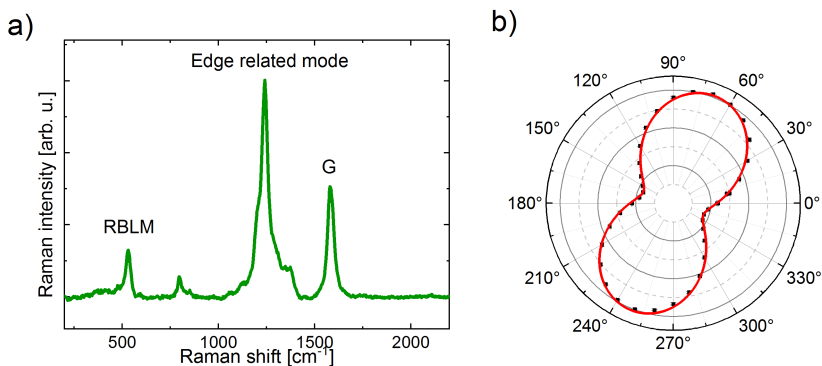 a)
Raman intensity [arb. u.]
Edge related mode
G
RBLM
500
1000
1500
2000
Raman shift [cm⁻¹]
b)
90°
120°
60°
150°
30°
180°
0°
210°
330°
240°
300°
270°